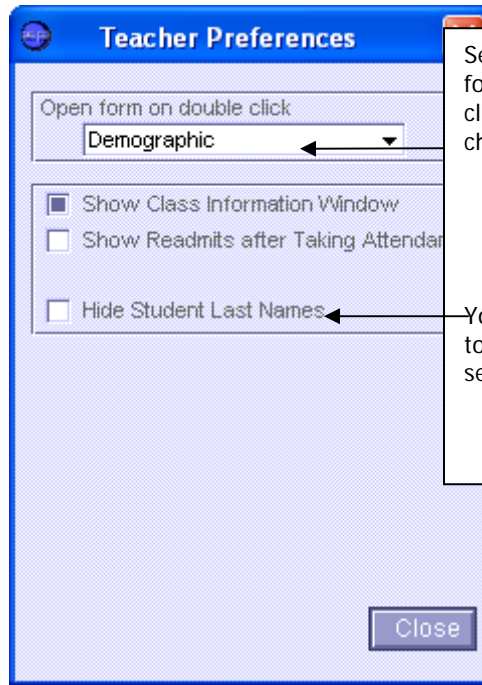 Teacher Preferences
Open form on double click
Demographic
Show Class Information Window
Show Readmits after Taking
Hide Student Last Names
Close